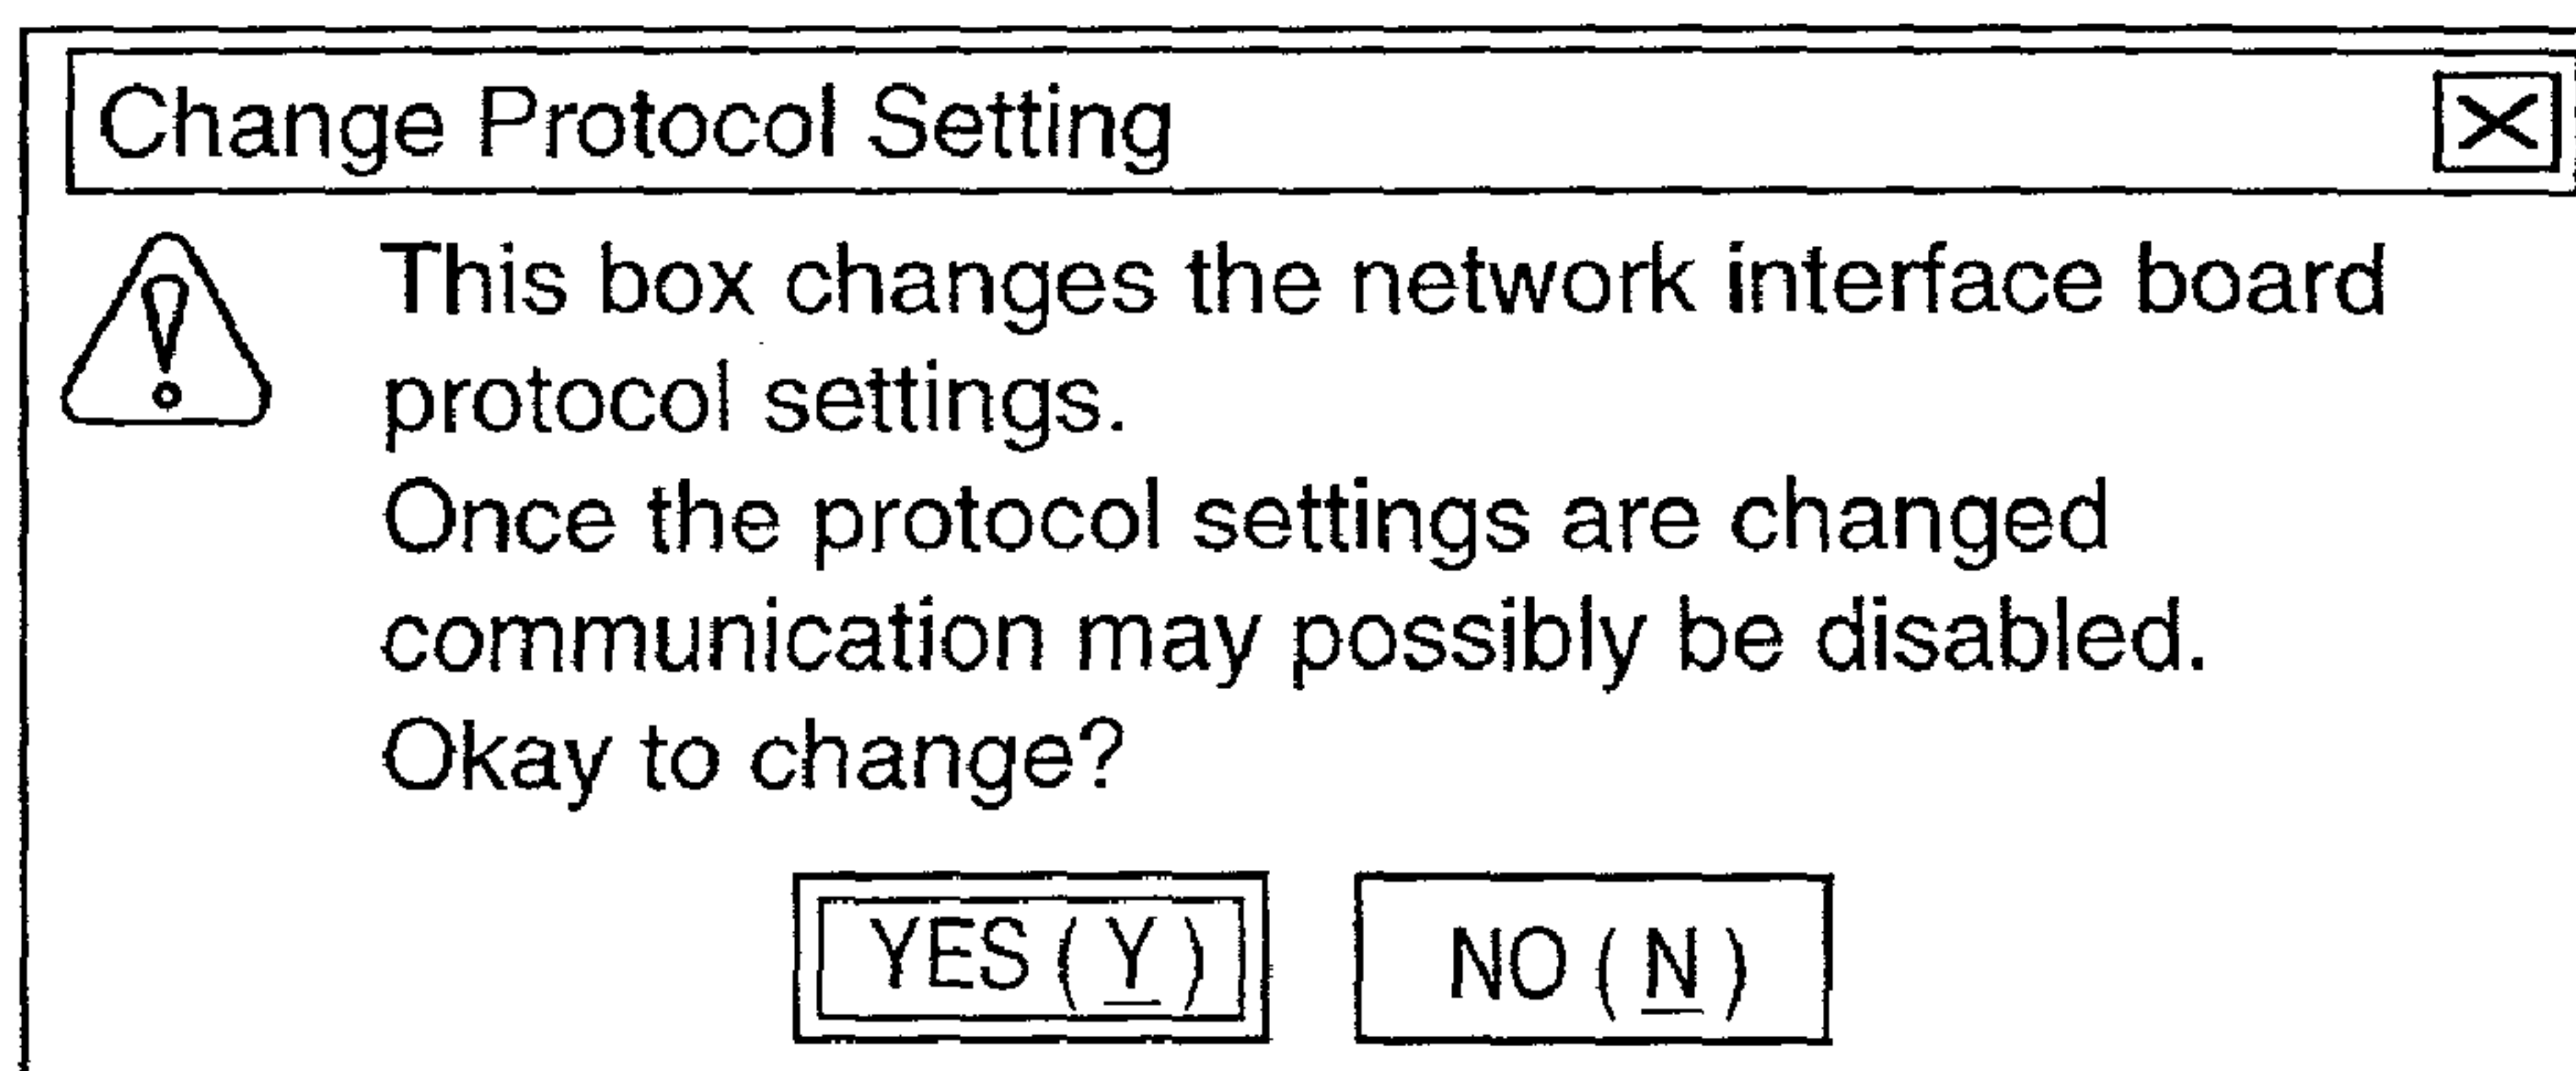 Change Protocol Setting
This box changes the network interface board
protocol settings.
Once the protocol settings are changed
communication may possibly be disabled.
Okay to change?
YES ( Y ) NO ( N )